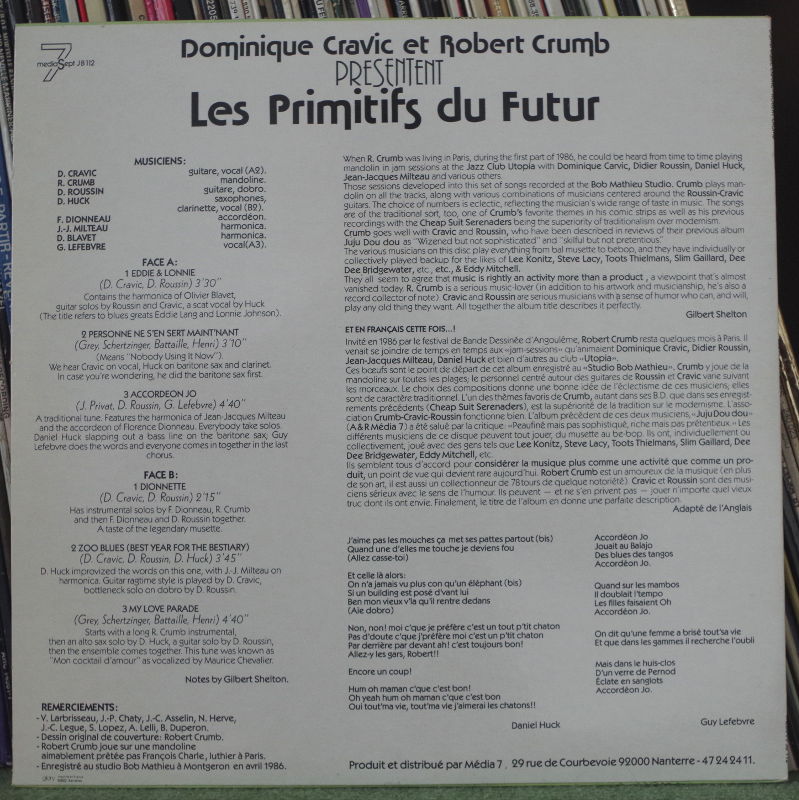 7
mediaSept JB 112
Dominique Cravic et Robert Crumb
PRESENTENT
Les Primitifs du Futur
MUSICIENS:
D. CRAVIC guitare, vocal (A2).
R. CRUMB mandoline.
D. ROUSSIN guitare, dobro.
D. HUCK saxophones,
clarinette, vocal (B2).
F. DIONNEAU accordéon.
J.-J. MILTEAU harmonica.
D. BLAVET harmonica.
G. LEFEBVRE vocal(A3).
FACE A:
1 EDDIE & LONNIE
(D. Cravic, D. Roussin) 3'30"
Contains the harmonica of Olivier Blavet,
guitar solos by Roussin and Cravic, a scat vocal by Huck
(The title refers to blues greats Eddie Lang and Lonnie Johnson).
2 PERSONNE NE S'EN SERT MAINT'NANT
(Grey, Schertzinger, Battaille, Henri) 3'10"
(Means "Nobody Using It Now").
We hear Cravic on vocal, Huck on baritone sax and clarinet.
In case you're wondering, he did the baritone sax first.
3 ACCORDEON JO
(J. Privat, D. Roussin, G. Lefebvre) 4'40"
A traditional tune. Features the harmonica of Jean-Jacques Milteau
and the accordeon of Florence Dionneau. Everybody take solos.
Daniel Huck slapping out a bass line on the baritone sax, Guy
Lefebvre does the words and everyone comes in together in the last
chorus.
FACE B:
1 DIONNETTE
(D. Cravic, D. Roussin) 2'15"
Has instrumental solos by F. Dionneau, R. Crumb
and then F. Dionneau and D. Roussin together.
A taste of the legendary musette.
2 ZOO BLUES (BEST YEAR FOR THE BESTIARY)
(D. Cravic, D. Roussin, D. Huck) 3'45"
D. Huck improvized the words on this one, with J.-J. Milteau on
harmonica. Guitar ragtime style is played by D. Cravic,
bottleneck solo on dobro by D. Roussin.
3 MY LOVE PARADE
(Grey, Schertzinger, Battaille, Henri) 4'40"
Starts with a long R. Crumb instrumental,
then an alto sax solo by D. Huck, a guitar solo by D. Roussin,
then the ensemble comes together. This tune was known as
"Mon cocktail d'amour" as vocalized by Maurice Chevalier.
Notes by Gilbert Shelton.
REMERCIEMENTS:
- V. Larbrisseau, J.-P. Chaty, J.-C. Asselin, N. Herve,
J.-C. Legue, S. Lopez, A. Lelli, B. Duperon.
- Dessin original de couverture: Robert Crumb.
- Robert Crumb joue sur une mandoline
aimablement prêtée pas François Charle, luthier à Paris.
- Enregistré au studio Bob Mathieu à Montgeron en avril 1986.
When R. Crumb was living in Paris, during the first part of 1986, he could be heard from time to time playing
mandolin in jam sessions at the Jazz Club Utopia with Dominique Carvic, Didier Roussin, Daniel Huck,
Jean-Jacques Milteau and various others.
Those sessions developed into this set of songs recorded at the Bob Mathieu Studio. Crumb plays man-
dolin on all the tracks, along with various combinations of musicians centered around the Roussin-Cravic
guitars. The choice of numbers is eclectic, reflecting the musician's wide range of taste in music. The songs
are of the traditional sort, too, one of Crumb's favorite themes in his comic strips as well as his previous
recordings with the Cheap Suit Serenaders being the superiority of traditionalism over modernism.
Crumb goes well with Cravic and Roussin, who have been described in reviews of their previous album
Juju Dou dou as "Wizened but not sophisticated" and "skilful but not pretentious."
The various musicians on this disc play everything from bal musette to bebop, and they have individually or
collectively played backup for the likes of Lee Konitz, Steve Lacy, Toots Thielmans, Slim Gaillard, Dee
Dee Bridgewater, etc., etc., & Eddy Mitchell.
They all seem to agree that music is rightly an activity more than a product , a viewpoint that's almost
vanished today. R. Crumb is a serious music-lover (in addition to his artwork and musicianship, he's also a
record collector of note). Cravic and Roussin are serious musicians with a sense of humor who can, and will,
play any old thing they want. All together the album title describes it perfectly.
Gilbert Shelton
ET EN FRANÇAIS CETTE FOIS...!
Invité en 1986 par le festival de Bande Dessinée d'Angoulême, Robert Crumb resta quelques mois à Paris. Il
venait se joindre de temps en temps aux «jam-sessions» qu'animaient Dominique Cravic, Didier Roussin,
Jean-Jacques Milteau, Daniel Huck et bien d'autres au club «Utopia».
Ces bœufs sont le point de départ de cet album enregistré au «Studio Bob Mathieu». Crumb y joue de la
mandoline sur toutes les plages; le personnel centré autour des guitares de Roussin et Cravic varie suivant
les morceaux. Le choix des compositions donne une bonne idée de l'éclectisme de ces musiciens; elles
sont de caractère traditionnel. L'un des thèmes favoris de Crumb, autant dans ses B.D. que dans ses enregist-
rements précédents (Cheap Suit Serenaders), est la supériorité de la tradition sur le modernisme. L'asso-
ciation Crumb-Cravic-Roussin fonctionne bien. L'album précèdent de ces deux musiciens, «Juju Dou dou»
(A & R Média 7) a été salué par la critique: «Peaufiné mais pas sophistiqué, riche mais pas prétentieux.» Les
différents musiciens de ce disque peuvent tout jouer, du musette au be-bop. Ils ont, individuellement ou
collectivement, joué avec des gens tels que Lee Konitz, Steve Lacy, Toots Thielmans, Slim Gaillard, Dee
Dee Bridgewater, Eddy Mitchell, etc.
Ils semblent tous d'accord pour considérer la musique plus comme une activité que comme un pro-
duit, un point de vue qui devient rare aujourd'hui. Robert Crumb est un amoureux de la musique (en plus
de son art, il est aussi un collectionneur de 78 tours de quelque notoriété). Cravic et Roussin sont des musi-
ciens sérieux avec le sens de l'humour. Ils peuvent — et ne s'en privent pas — jouer n'importe quel vieux
truc dont ils ont envie. Finalement, le titre de l'album en donne une parfaite description.
Adapté de l'Anglais
J'aime pas les mouches ça met ses pattes partout (bis)
Quand une d'elles me touche je deviens fou
(Allez casse-toi)
Et celle là alors:
On n'a jamais vu plus con qu'un éléphant (bis)
Si un building est posé d'vant lui
Ben mon vieux v'la qu'il rentre dedans
(Aïe dobro)
Non, non! moi c'que je préfère c'est un tout p'tit chaton
Pas d'doute c'que j'préfère moi c'est un p'tit chaton
Par derrière par devant ah! c'est toujours bon!
Allez-y les gars, Robert!!
Encore un coup!
Hum oh maman c'que c'est bon!
Oh yeah hum oh maman c'que c'est bon
Oui tout'ma vie, tout'ma vie j'aimerai les chatons!!
Daniel Huck
Accordéon Jo
Jouait au Balajo
Des blues des tangos
Accordéon Jo.
Quand sur les mambos
Il doublait l'tempo
Les filles faisaient Oh
Accordéon Jo.
On dit qu'une femme a brisé tout'sa vie
Et que dans les gammes il recherche l'oubli
Mais dans le huis-clos
D'un verre de Pernod
Éclate en sanglots
Accordéon Jo.
Guy Lefebvre
Produit et distribué par Média 7 , 29 rue de Courbevoie 92000 Nanterre - 47 24 24 11.